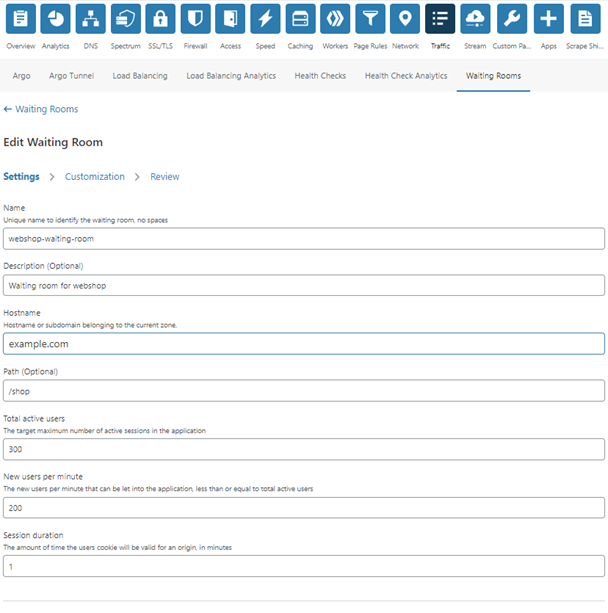 Overview Analytics DNS Spectrum SSL/TLS Firewall Access Speed Caching Workers Page Rules Network Traffic Stream Custom Pa... Apps Scrape Shi...
Argo Argo Tunnel Load Balancing Load Balancing Analytics Health Checks Health Check Analytics Waiting Rooms
← Waiting Rooms
Edit Waiting Room
Settings > Customization > Review
Name
Unique name to identify the waiting room, no spaces
webshop-waiting-room
Description (Optional)
Waiting room for webshop
Hostname
Hostname or subdomain belonging to the current zone.
example.com
Path (Optional)
/shop
Total active users
The target maximum number of active sessions in the application
300
New users per minute
The new users per minute that can be let into the application, less than or equal to total active users
200
Session duration
The amount of time the users cookie will be valid for an origin, in minutes
1